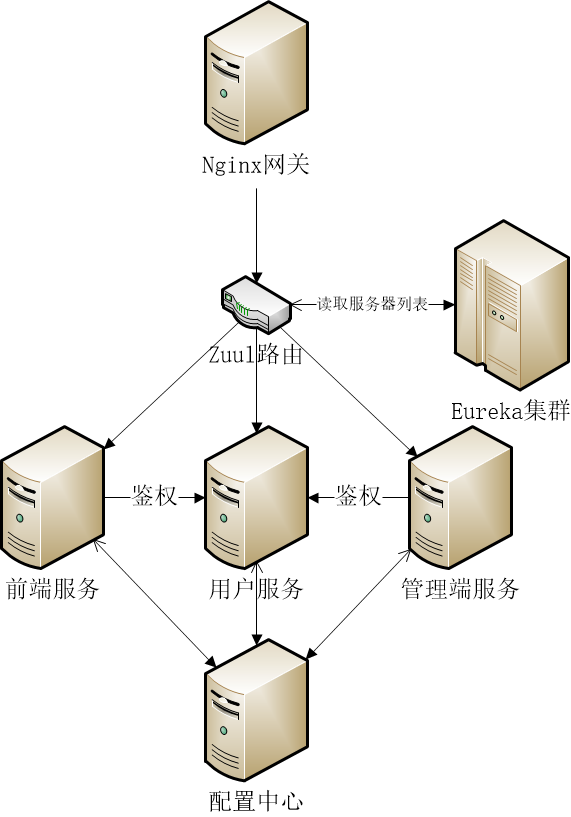 Nginx网关
读取服务器列表
Zuul路由
Eureka集群
鉴权
鉴权
前端服务
用户服务
管理端服务
配置中心